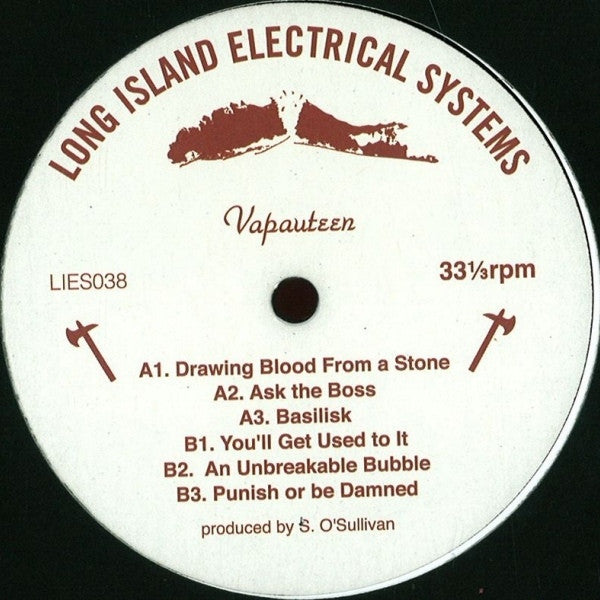 LONG ISLAND ELECTRICAL SYSTEMS
Vapauteen
LIES038
33⅓rpm
A1. Drawing Blood From a Stone
A2. Ask the Boss
A3. Basilisk
B1. You'll Get Used to It
B2. An Unbreakable Bubble
B3. Punish or be Damned
produced by S. O'Sullivan